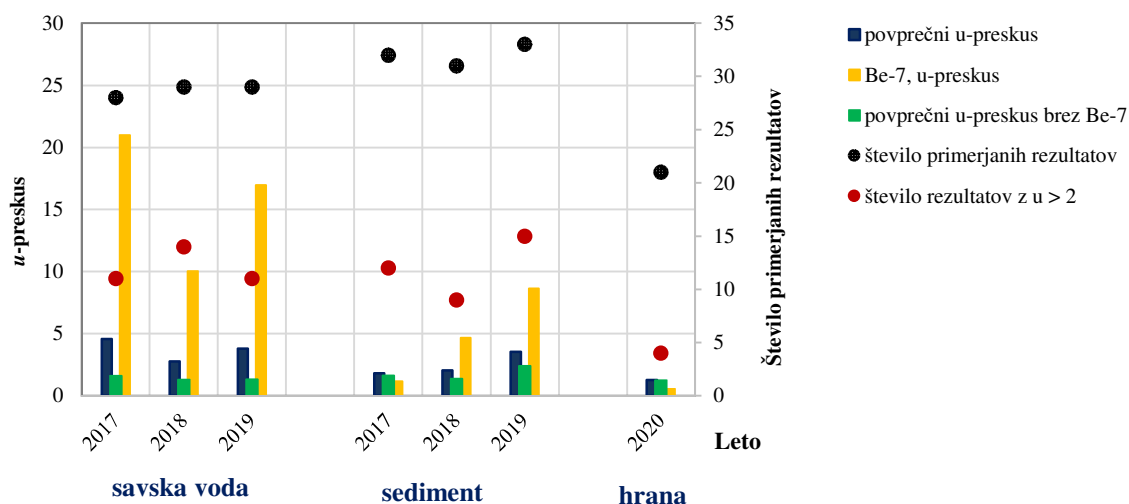 30
25
20
15
10
5
0
u-preskus
35
30
25
20
15
10
5
0
Število primerjanih rezultatov
2017
2018
2019
2017
2018
2019
2020
Leto
savska voda
sediment
hrana
povprečni u-preskus
Be-7, u-preskus
povprečni u-preskus brez Be-7
število primerjanih rezultatov
število rezultatov z u > 2